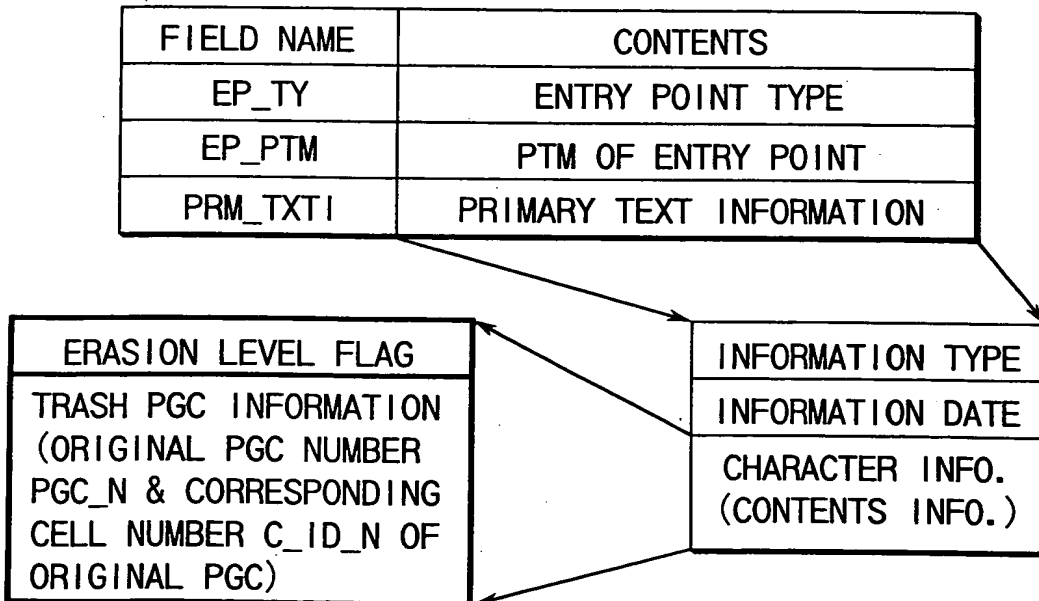 FIELD NAME CONTENTS
EP_TY ENTRY POINT TYPE
EP_PTM PTM OF ENTRY POINT
PRM_TXTI PRIMARY TEXT INFORMATION
ERASION LEVEL FLAG
TRASH PGC INFORMATION
(ORIGINAL PGC NUMBER
PGC_N & CORRESPONDING
CELL NUMBER C_ID_N OF
ORIGINAL PGC)
INFORMATION TYPE
INFORMATION DATE
CHARACTER INFO.
(CONTENTS INFO.)